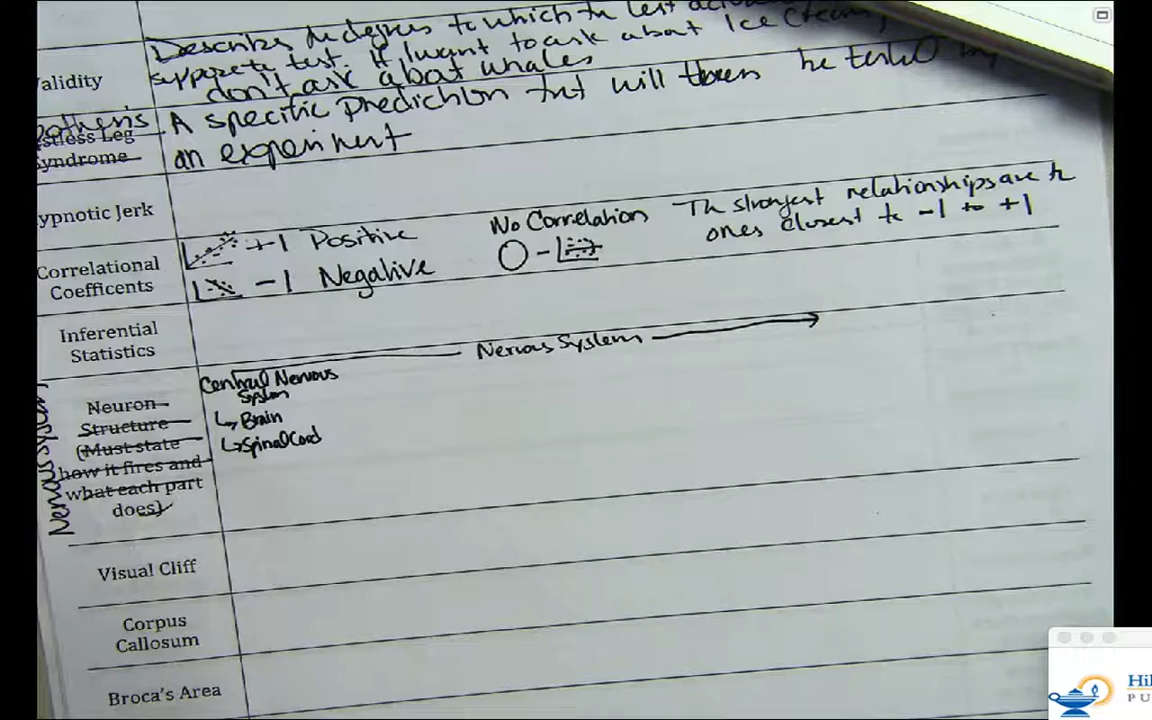 Describes the degree to which the test
Validity
suppose to test. If I want to ask about Ice Cream,
don't ask about whales
A specific prediction that will then be tested
Restless Leg
Syndrome
an experiment
Hypnotic Jerk
Correlational
Coefficents
+1 Positive
-1 Negative
No Correlation
O -
The strongest relationships are the
ones closest to -1 to +1
Inferential
Statistics
Nervous System
Nervous System
Neuron
Structure
(Must state
how it fires and
what each part
does)
Central Nervous
System
↳ Brain
↳ Spinal Cord
Visual Cliff
Corpus
Callosum
Broca's Area
Hil
PU